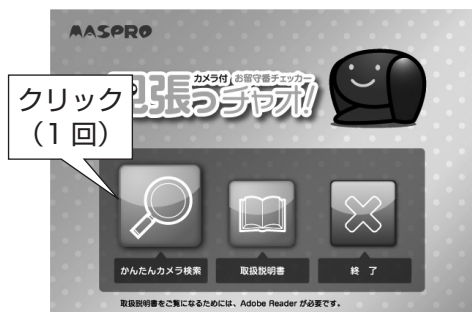 MASPRO
カメラ付 お留守番チェッカー
見張っチャオ!
クリック
(1回)
かんたんカメラ検索
取扱説明書
終 了
取扱説明書をご覧になるためには、Adobe Reader が必要です。